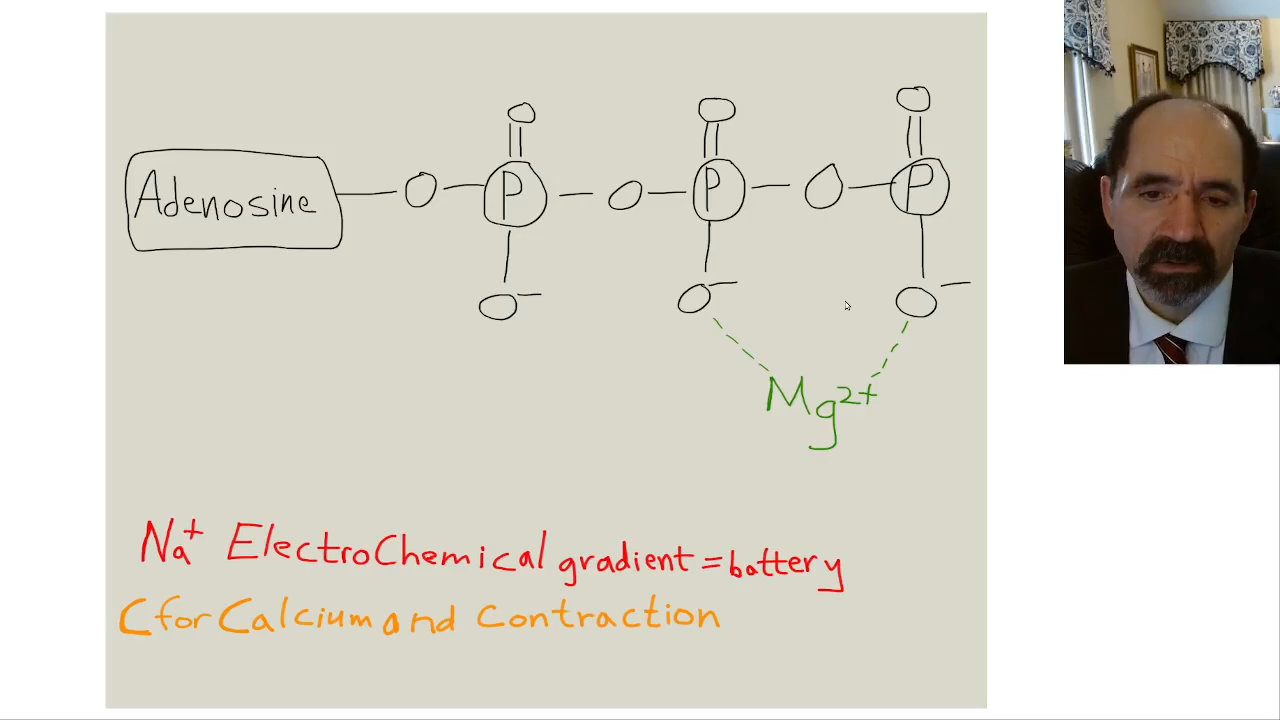 O O O
Adenosine O P O P O P
O⁻ O⁻ O⁻
Mg²⁺
Na⁺ ElectroChemical gradient = battery
C for Calcium and Contraction